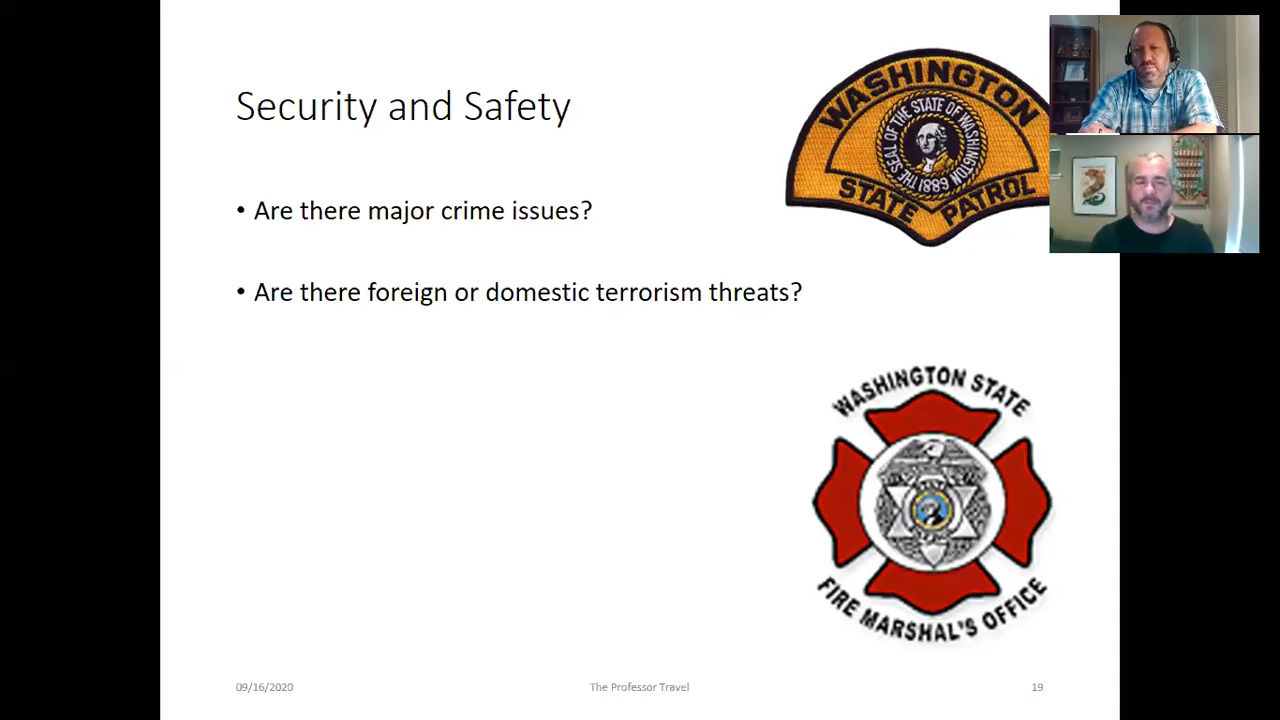 Security and Safety
• Are there major crime issues?
• Are there foreign or domestic terrorism threats?
WASHINGTON
THE SEAL OF THE STATE OF WASHINGTON
1889
STATE PATROL
WASHINGTON STATE
FIRE MARSHAL'S OFFICE
09/16/2020
The Professor Travel
19